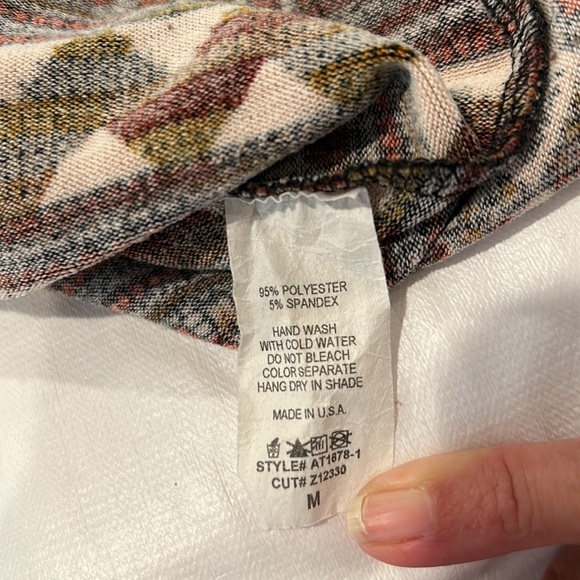 95% POLYESTER
5% SPANDEX
HAND WASH
WITH COLD WATER
DO NOT BLEACH
COLOR SEPARATE
HANG DRY IN SHADE
MADE IN U.S.A.
STYLE# AT1678-1
CUT# Z12330
M